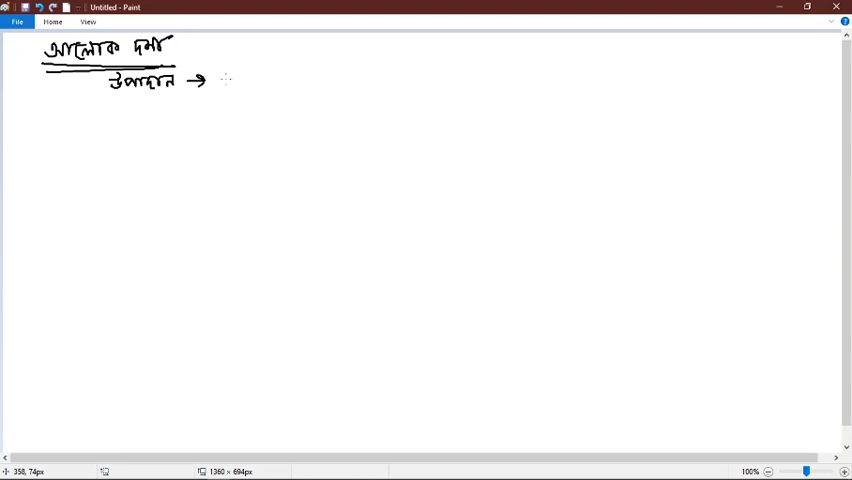 Untitled - Paint
File Home View
আলোক দশা
উপাদান →
358, 74px 1360 × 694px 100%